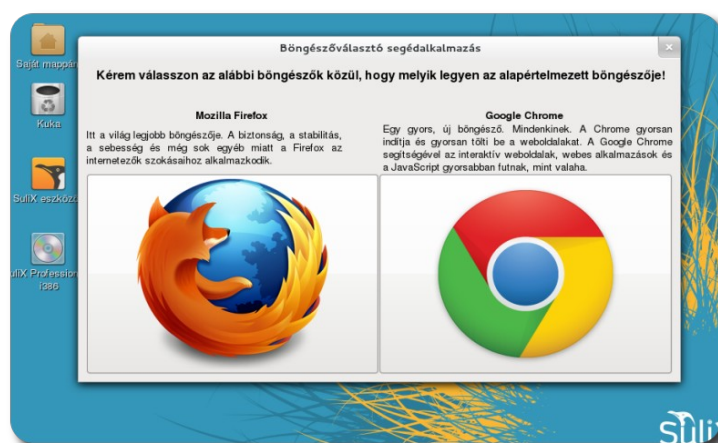 Böngészőválasztó segédalkalmazás
Kérem válasszon az alábbi böngészők közül, hogy melyik legyen az alapértelmezett böngészője!
Mozilla Firefox
Itt a világ legjobb böngészője. A biztonság, a stabilitás,
a sebesség és még sok egyéb miatt a Firefox az
internetezők szokásaihoz alkalmazkodik.
Google Chrome
Egy gyors, új böngésző. Mindenkinek. A Chrome gyorsan
indítja és gyorsan tölti be a weboldalakat. A Google Chrome
segítségével az interaktív weboldalak, webes alkalmazások és
a JavaScript gyorsabban futnak, mint valaha.
Saját mappám
Kuka
SuliX eszközö
uliX Profession
i386
SuliX